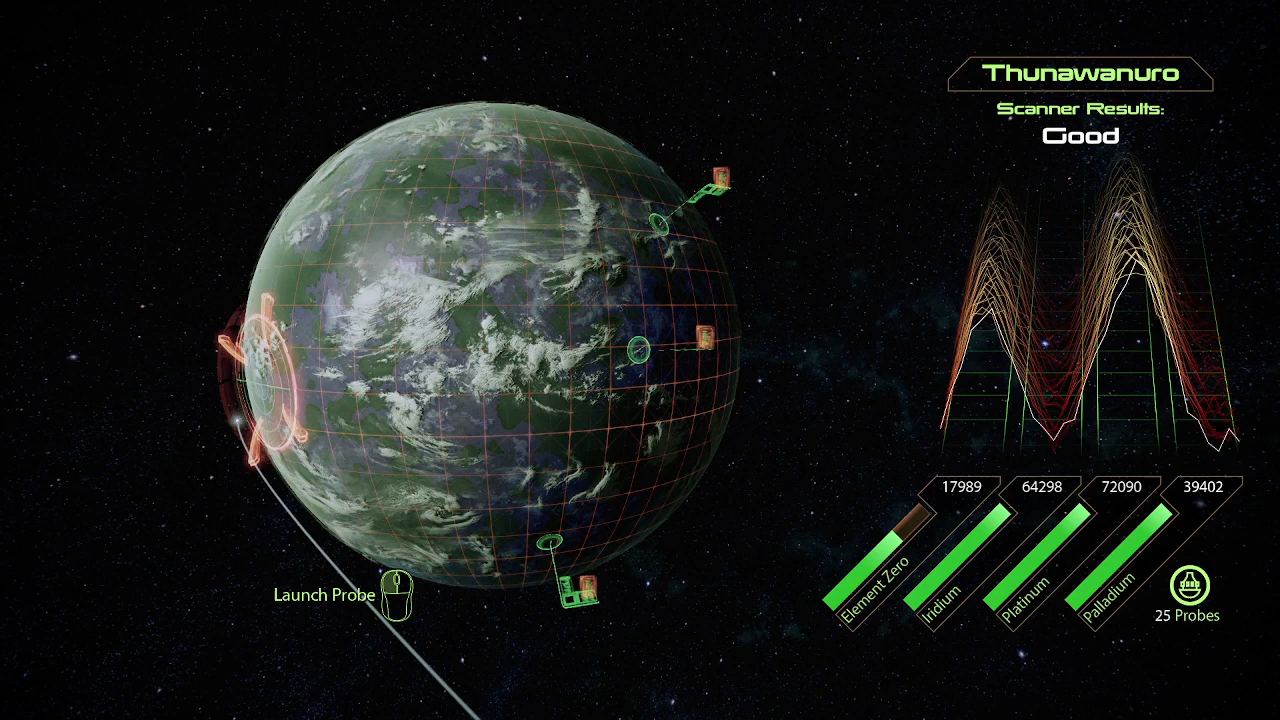 Thunawanuro
Scanner Results:
Good
17989
64298
72090
39402
Element Zero
Iridium
Platinum
Palladium
Launch Probe
25 Probes